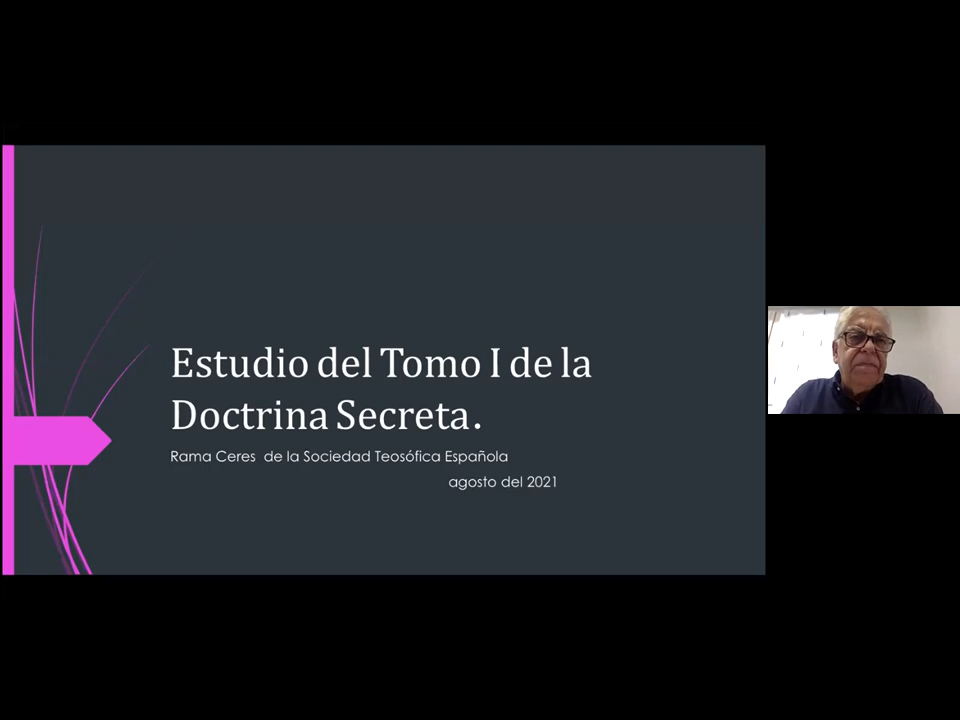 Estudio del Tomo I de la
Doctrina Secreta.
Rama Ceres de la Sociedad Teosófica Española
agosto del 2021